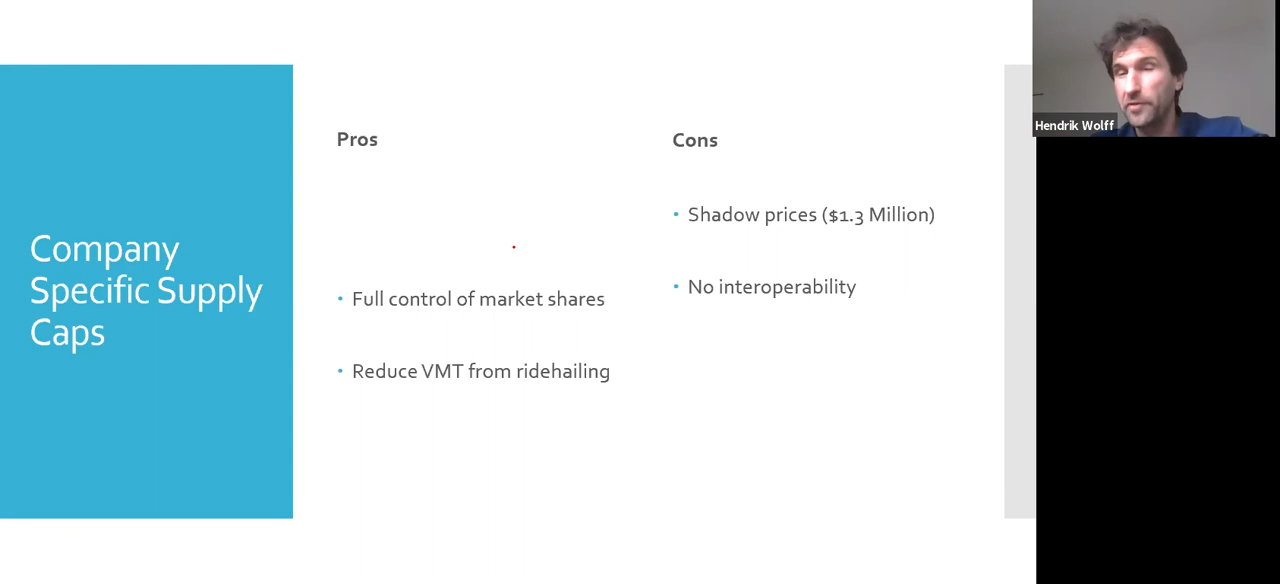 Company
Specific Supply
Caps
Pros
• Full control of market shares
• Reduce VMT from ridehailing
Cons
• Shadow prices ($1.3 Million)
• No interoperability
Hendrik Wolff